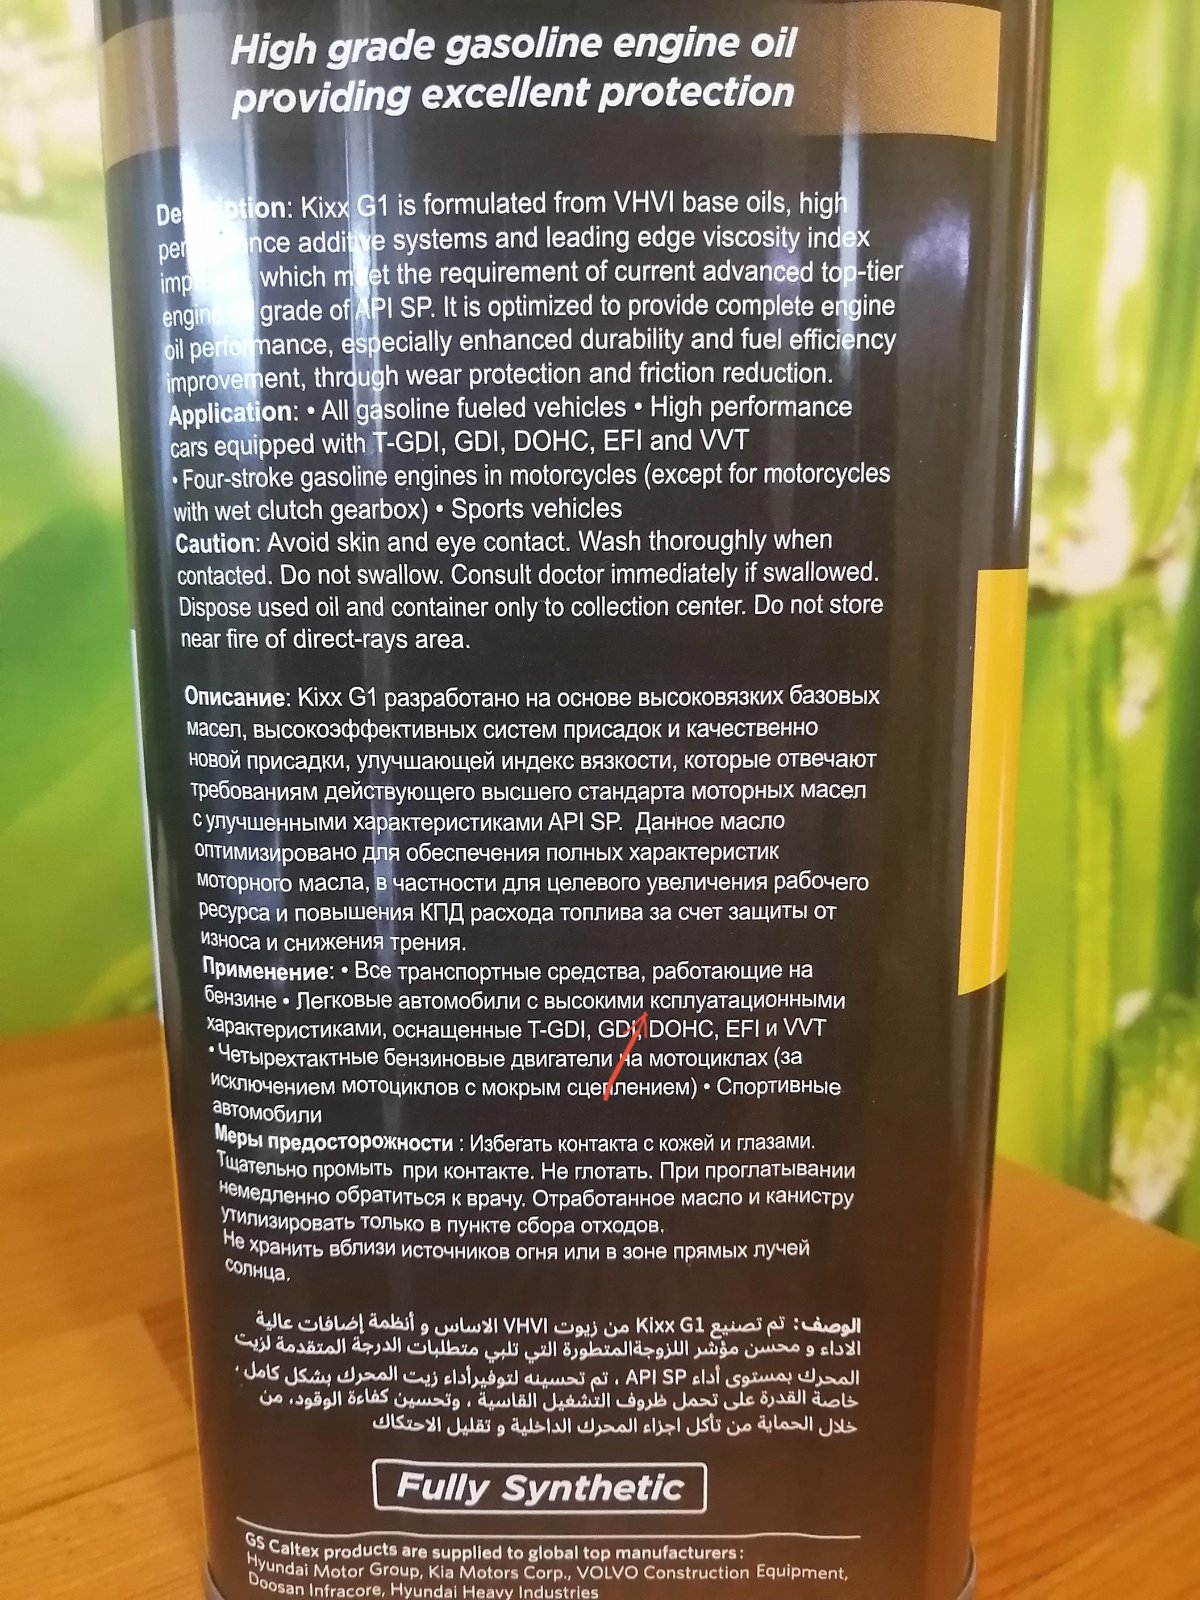 High grade gasoline engine oil
providing excellent protection
Description: Kixx G1 is formulated from VHVI base oils, high
performance additive systems and leading edge viscosity index
which meet the requirement of current advanced top-tier
engine grade of API SP. It is optimized to provide complete engine
oil performance, especially enhanced durability and fuel efficiency
improvement, through wear protection and friction reduction.
Application: • All gasoline fueled vehicles • High performance
cars equipped with T-GDI, GDI, DOHC, EFI and VVT
• Four-stroke gasoline engines in motorcycles (except for motorcycles
with wet clutch gearbox) • Sports vehicles
Caution: Avoid skin and eye contact. Wash thoroughly when
contacted. Do not swallow. Consult doctor immediately if swallowed.
Dispose used oil and container only to collection center. Do not store
near fire of direct-rays area.
Описание: Kixx G1 разработано на основе высоковязких базовых
масел, высокоэффективных систем присадок и качественно
новой присадки, улучшающей индекс вязкости, которые отвечают
требованиям действующего высшего стандарта моторных масел
с улучшенными характеристиками API SP. Данное масло
оптимизировано для обеспечения полных характеристик
моторного масла, в частности для целевого увеличения рабочего
ресурса и повышения КПД расхода топлива за счет защиты от
износа и снижения трения.
Применение: • Все транспортные средства, работающие на
бензине • Легковые автомобили с высокими ксплуатационными
характеристиками, оснащенные T-GDI, GDI, DOHC, EFI и VVT
• Четырехтактные бензиновые двигатели на мотоциклах (за
исключением мотоциклов с мокрым сцеплением) • Спортивные
автомобили
Меры предосторожности : Избегать контакта с кожей и глазами.
Тщательно промыть при контакте. Не глотать. При проглатывании
немедленно обратиться к врачу. Отработанное масло и канистру
утилизировать только в пункте сбора отходов.
Не хранить вблизи источников огня или в зоне прямых лучей
солнца.
الوصف: تم تصنيع Kixx G1 من زيوت VHVI الاساس و أنظمة إضافات عالية
الاداء و محسن مؤشر اللزوجةالمتطورة التي تلبي متطلبات الدرجة المتقدمة لزيت
المحرك بمستوى أداء API SP ، تم تحسينه لتوفيرأداء زيت المحرك بشكل كامل ،
خاصة القدرة على تحمل ظروف التشغيل القاسية ، وتحسين كفاءة الوقود، من
خلال الحماية من تأكل اجزاء المحرك الداخلية و تقليل الاحتكاك
Fully Synthetic
GS Caltex products are supplied to global top manufacturers:
Hyundai Motor Group, Kia Motors Corp., VOLVO Construction Equipment,
Doosan Infracore, Hyundai Heavy Industries